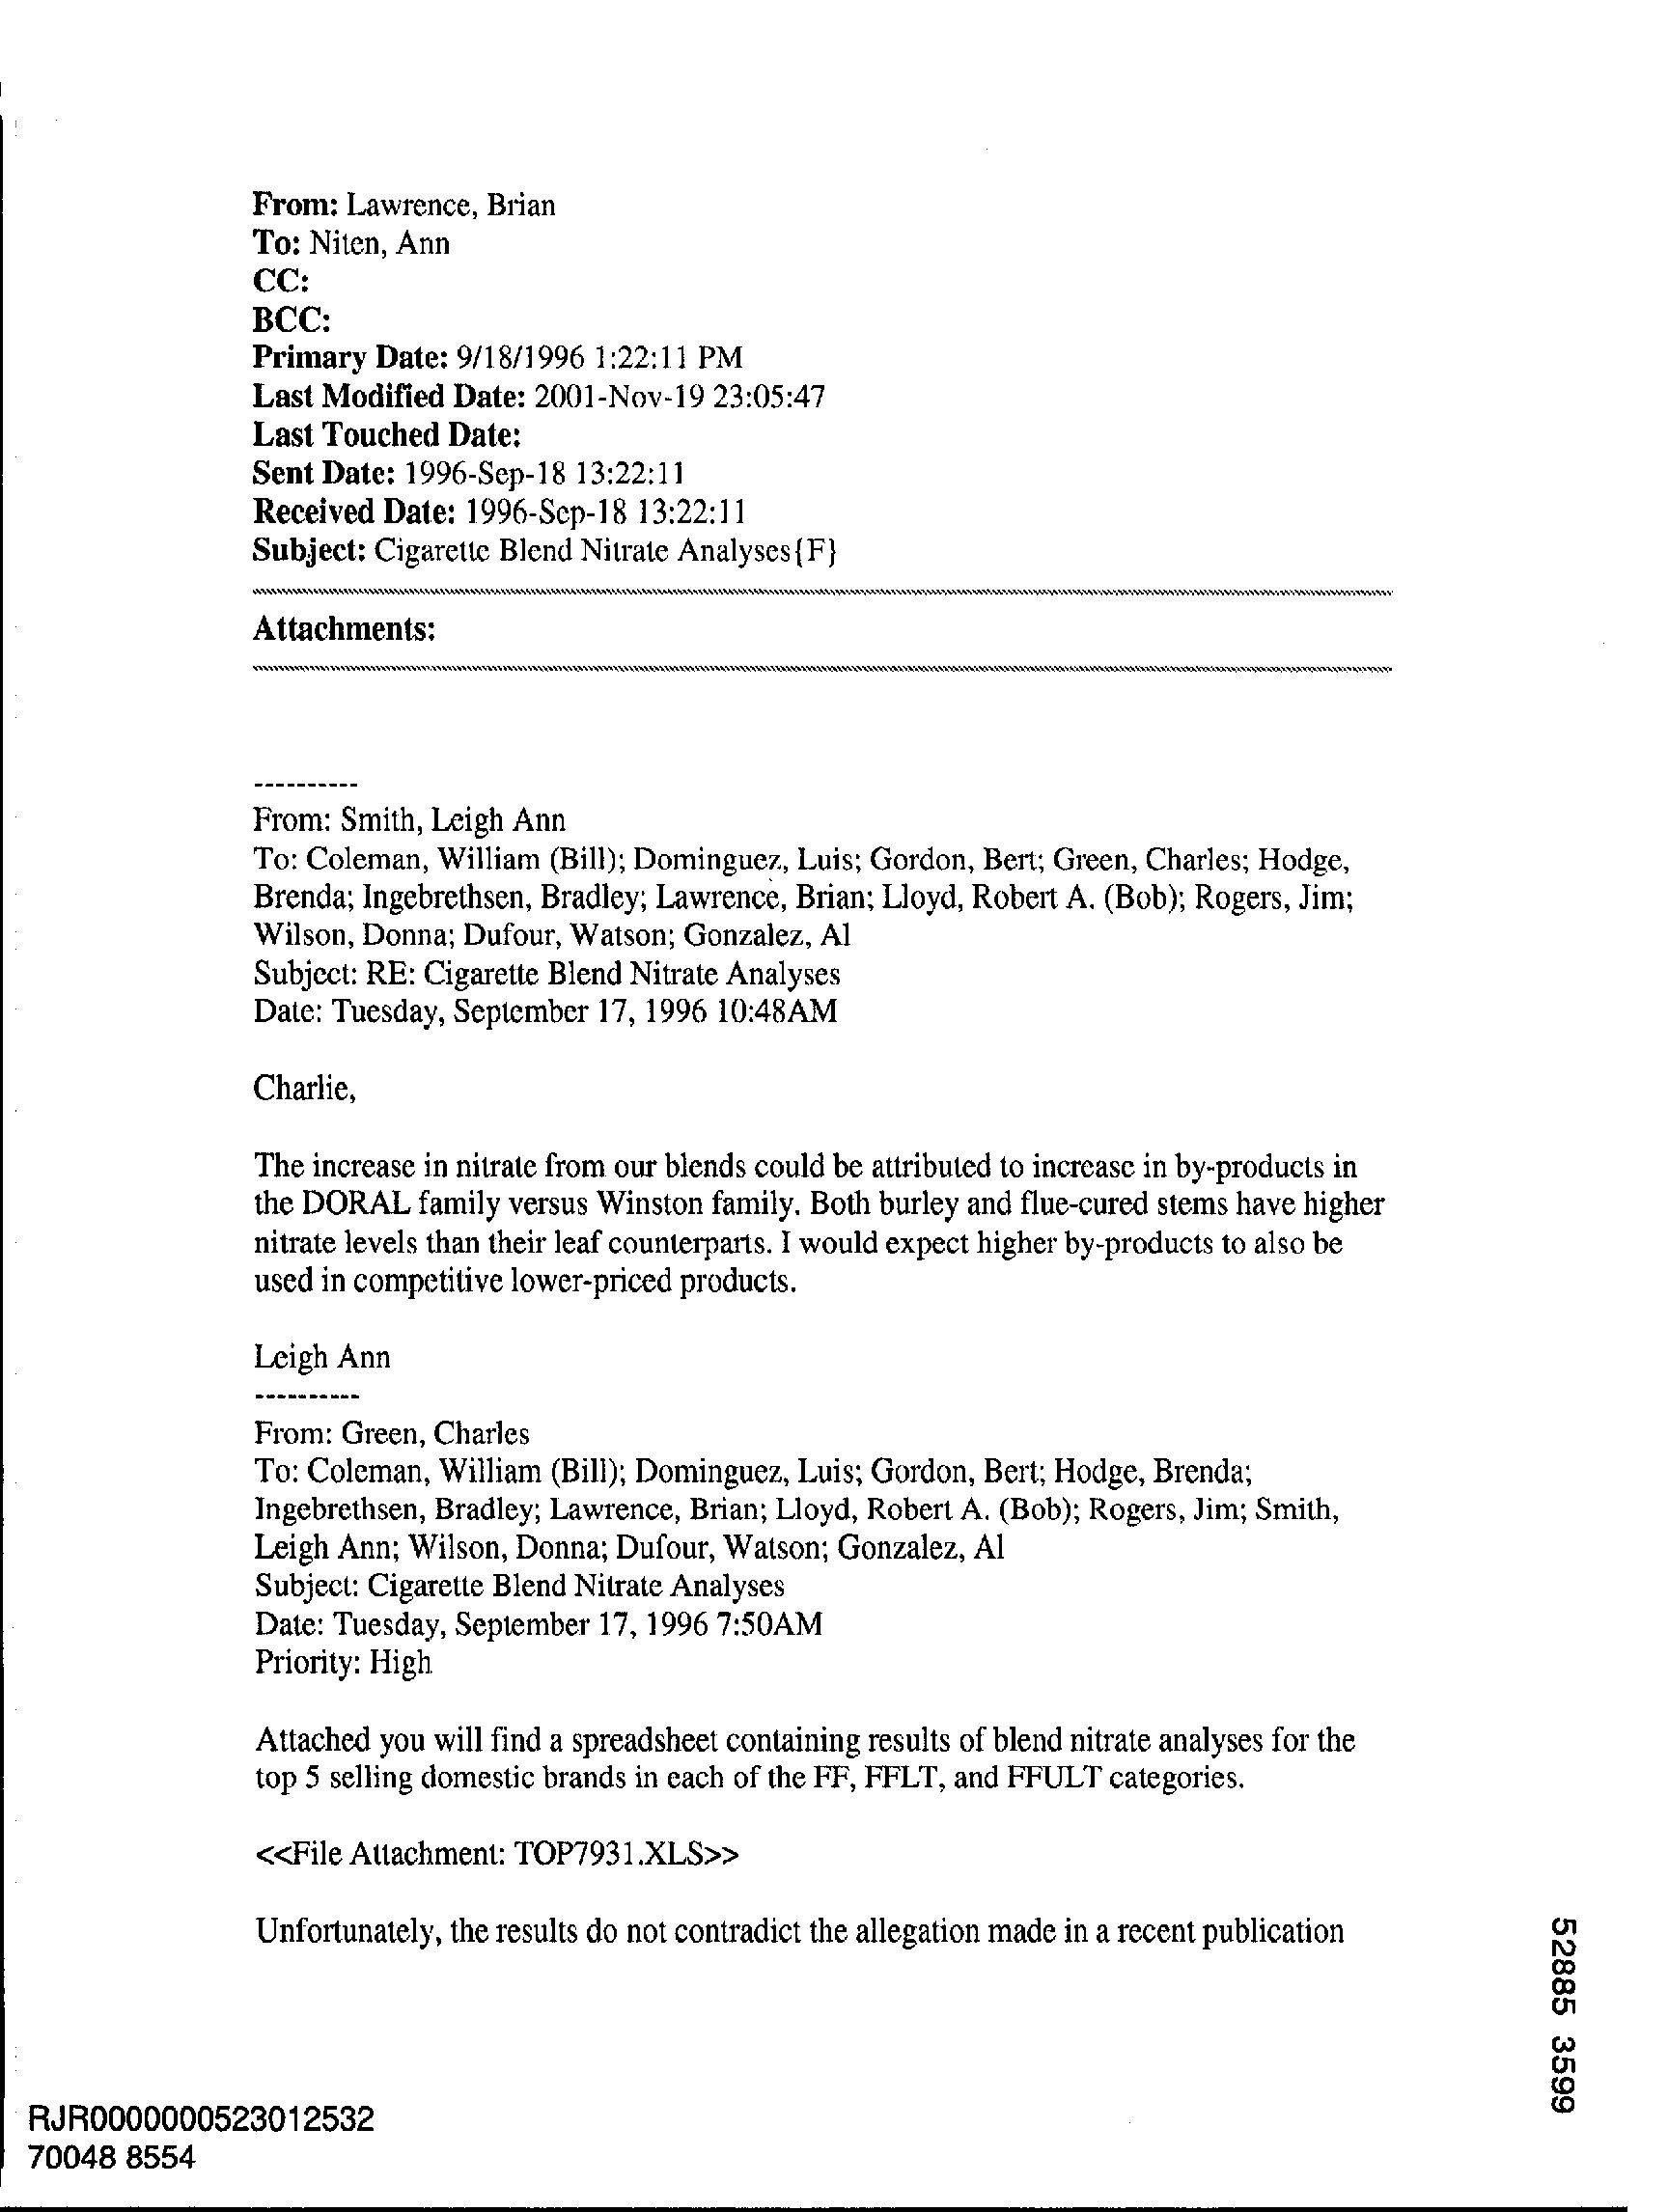 From: Lawrence, Brian
To: Niten, Ann
CC:
BCC:
Primary Date: 9/18/1996 1:22:11 PM
Last Modified Date: 2001-Nov-19 23:05:47
Last Touched Date:
Sent Date: 1996-Sep-18 13:22:11
Received Date: 1996-Sep-18 13:22:11
Subject: Cigarette Blend Nitrate Analyses{F}
Attachments:
----------
From: Smith, Leigh Ann
To: Coleman, William (Bill); Dominguez, Luis; Gordon, Bert; Green, Charles; Hodge,
Brenda; Ingebrethsen, Bradley; Lawrence, Brian; Lloyd, Robert A. (Bob); Rogers, Jim;
Wilson, Donna; Dufour, Watson; Gonzalez, Al
Subject: RE: Cigarette Blend Nitrate Analyses
Date: Tuesday, September 17, 1996 10:48AM
Charlie,
The increase in nitrate from our blends could be attributed to increase in by-products in
the DORAL family versus Winston family. Both burley and flue-cured stems have higher
nitrate levels than their leaf counterparts. I would expect higher by-products to also be
used in competitive lower-priced products.
Leigh Ann
----------
From: Green, Charles
To: Coleman, William (Bill); Dominguez, Luis; Gordon, Bert; Hodge, Brenda;
Ingebrethsen, Bradley; Lawrence, Brian; Lloyd, Robert A. (Bob); Rogers, Jim; Smith,
Leigh Ann; Wilson, Donna; Dufour, Watson; Gonzalez, Al
Subject: Cigarette Blend Nitrate Analyses
Date: Tuesday, September 17, 1996 7:50AM
Priority: High
Attached you will find a spreadsheet containing results of blend nitrate analyses for the
top 5 selling domestic brands in each of the FF, FFLT, and FFULT categories.
<<File Attachment: TOP7931.XLS>>
Unfortunately, the results do not contradict the allegation made in a recent publication
52885 3599
RJR0000000523012532
70048 8554